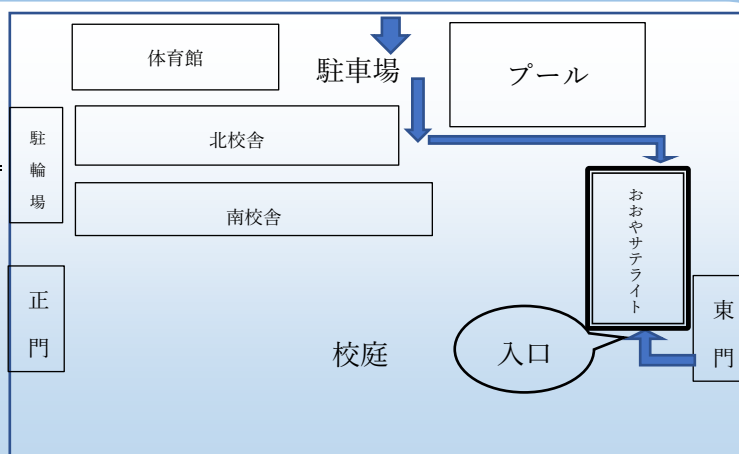 体育館
駐車場
プール
駐輪場
北校舎
南校舎
おおやサテライト
正門
東門
校庭
入口